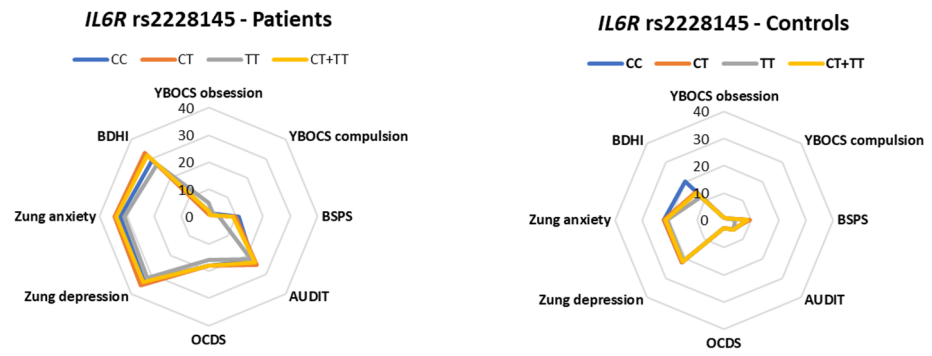 IL6R rs2228145 - Patients
CC CT TT CT+TT
YBOCS obsession
40
30
20
10
0
YBOCS compulsion
BSPS
AUDIT
OCDS
Zung depression
Zung anxiety
BDHI
IL6R rs2228145 - Controls
CC CT TT CT+TT
YBOCS obsession
40
30
20
10
0
YBOCS compulsion
BSPS
AUDIT
OCDS
Zung depression
Zung anxiety
BDHI